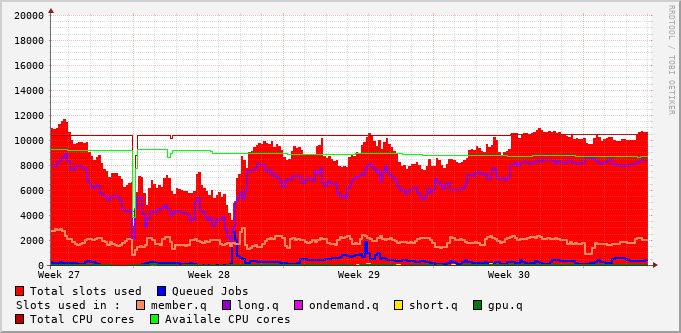 20000
18000
16000
14000
12000
10000
8000
6000
4000
2000
0
Week 27 Week 28 Week 29 Week 30
Total slots used Queued Jobs
Slots used in : member.q long.q ondemand.q short.q gpu.q
Total CPU cores Availale CPU cores
RRDTOOL / TOBI OETIKER